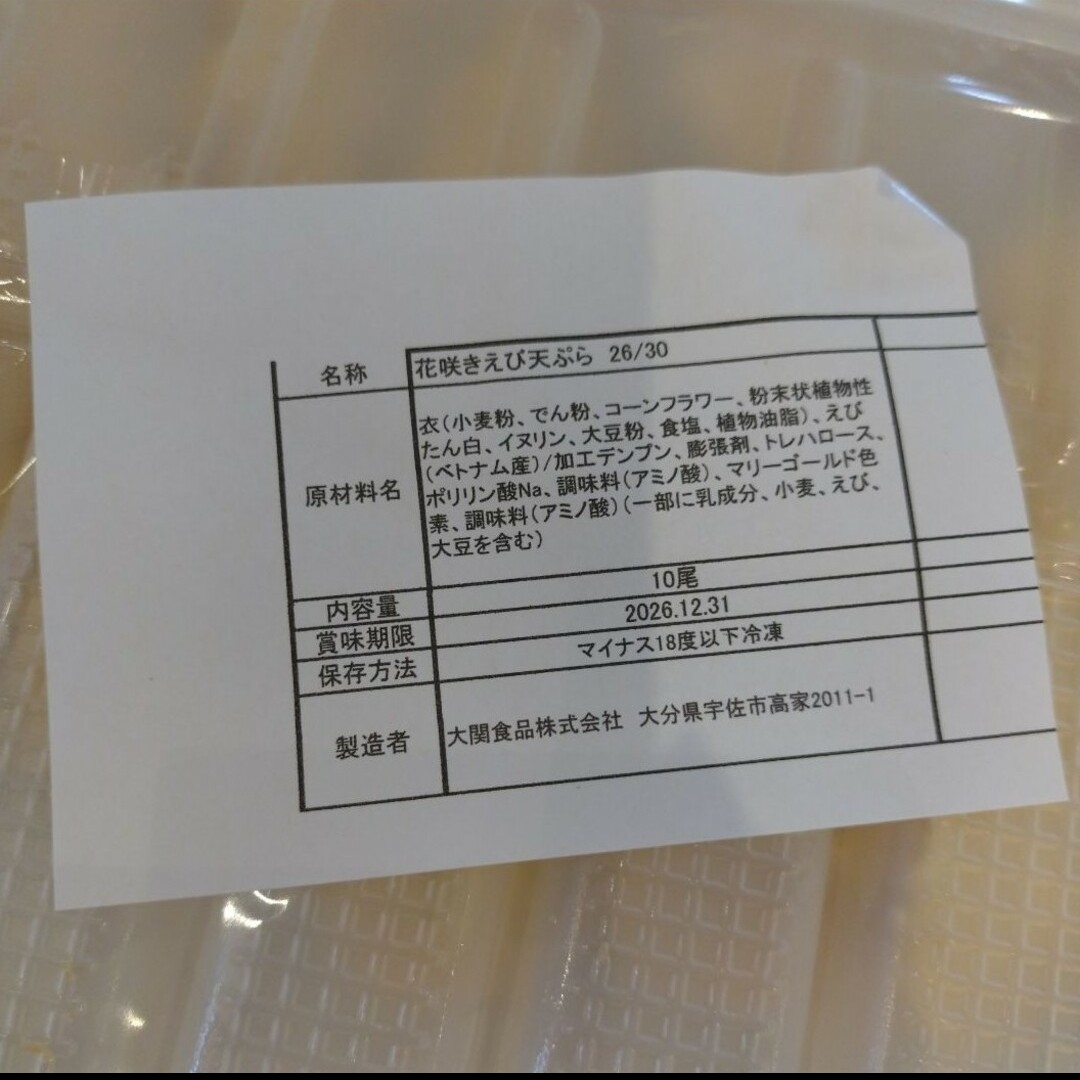 名称 花咲きえび天ぷら 26/30
原材料名
衣(小麦粉、でん粉、コーンフラワー、粉末状植物性
たん白、イヌリン、大豆粉、食塩、植物油脂)、えび
(ベトナム産)/加工デンプン、膨張剤、トレハロース、
ポリリン酸Na、調味料(アミノ酸)、マリーゴールド色
素、調味料(アミノ酸)(一部に乳成分、小麦、えび、
大豆を含む)
内容量 10尾
賞味期限 2026.12.31
保存方法 マイナス18度以下冷凍
製造者 大関食品株式会社 大分県宇佐市高家2011-1